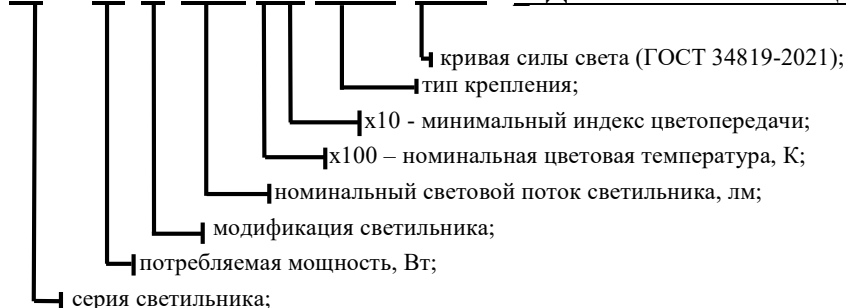 кривая силы света (ГОСТ 34819-2021);
тип крепления;
х10 - минимальный индекс цветопередачи;
х100 – номинальная цветовая температура, К;
номинальный световой поток светильника, лм;
модификация светильника;
потребляемая мощность, Вт;
серия светильника;